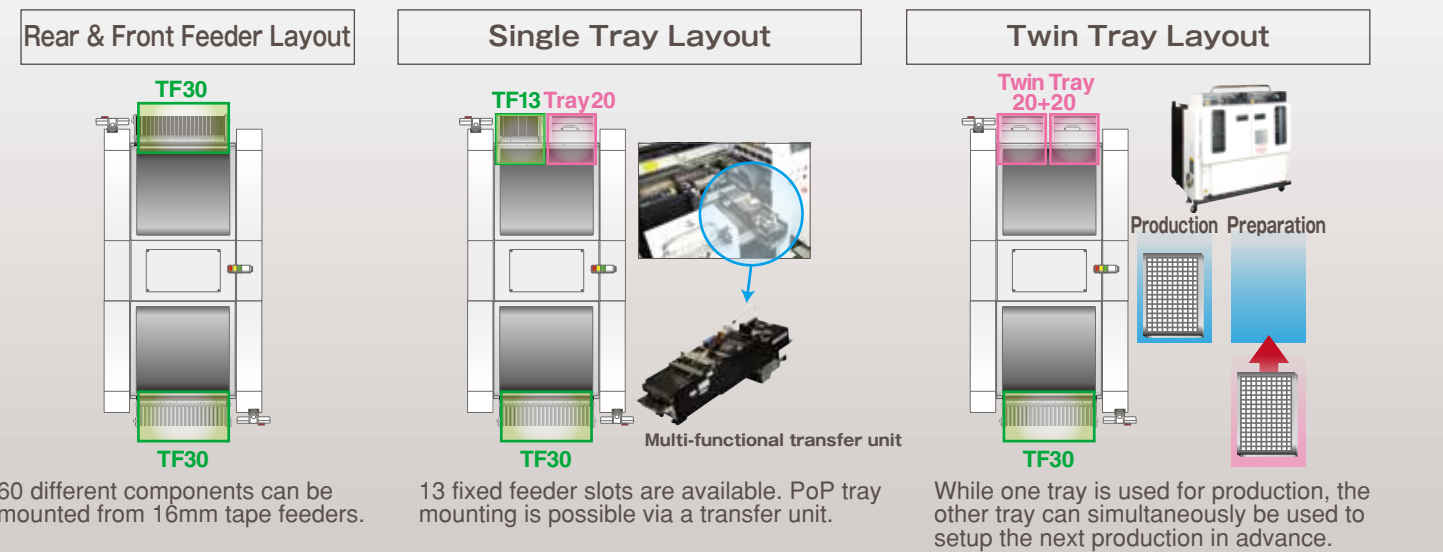 Rear & Front Feeder Layout
TF30
TF30
60 different components can be
mounted from 16mm tape feeders.
Single Tray Layout
TF13 Tray20
TF30
Multi-functional transfer unit
13 fixed feeder slots are available. PoP tray
mounting is possible via a transfer unit.
Twin Tray Layout
Twin Tray
20+20
Production Preparation
TF30
While one tray is used for production, the
other tray can simultaneously be used to
setup the next production in advance.